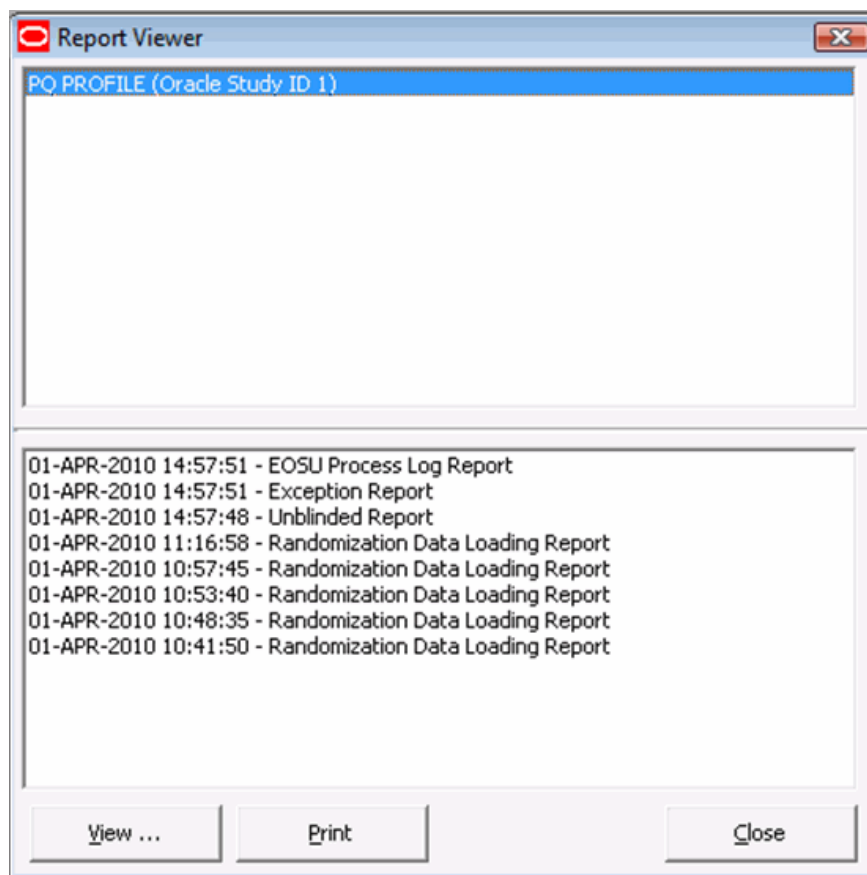 Report Viewer
PQ PROFILE (Oracle Study ID 1)
01-APR-2010 14:57:51 - EOSU Process Log Report
01-APR-2010 14:57:51 - Exception Report
01-APR-2010 14:57:48 - Unblinded Report
01-APR-2010 11:16:58 - Randomization Data Loading Report
01-APR-2010 10:57:45 - Randomization Data Loading Report
01-APR-2010 10:53:40 - Randomization Data Loading Report
01-APR-2010 10:48:35 - Randomization Data Loading Report
01-APR-2010 10:41:50 - Randomization Data Loading Report
View ... Print Close